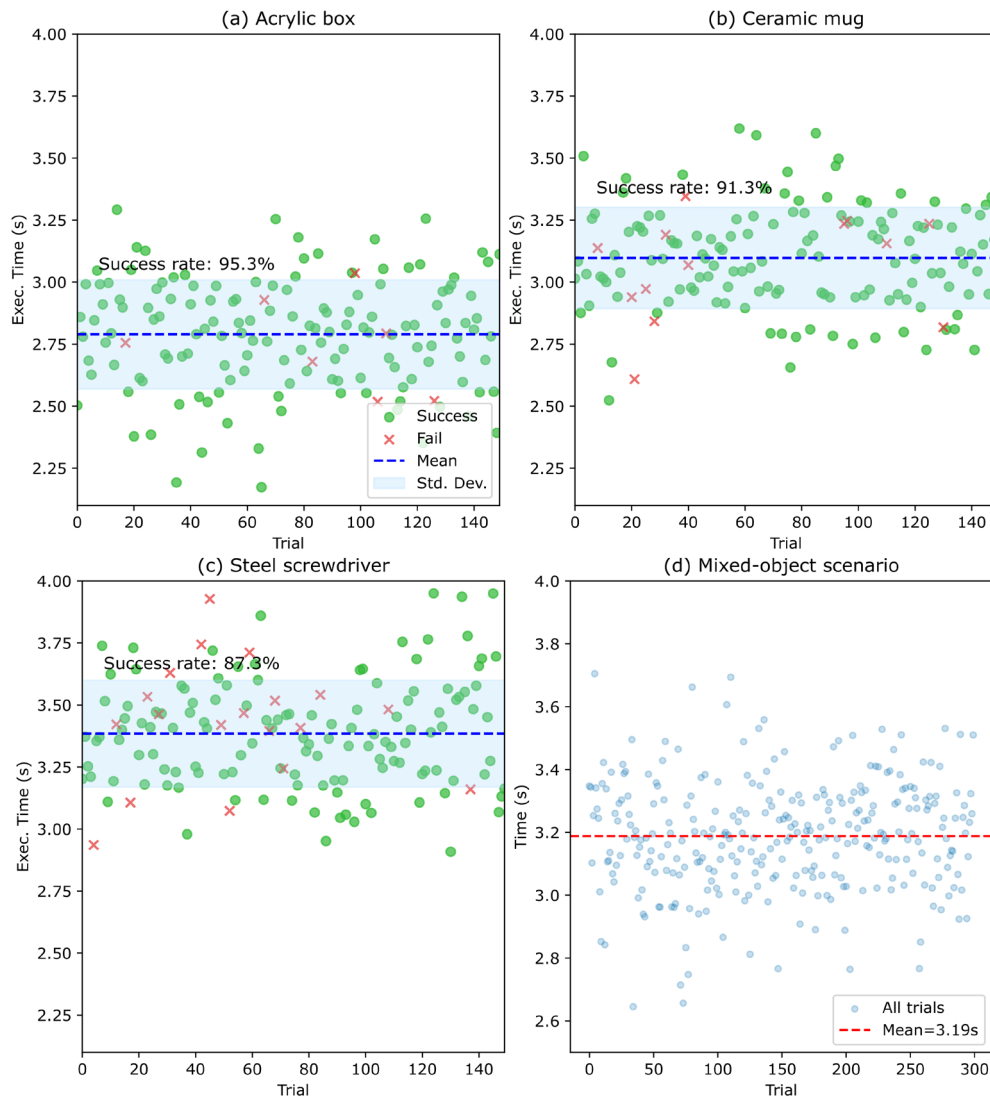 (a) Acrylic box
4.00
3.75
3.50
3.25
3.00
2.75
2.50
2.25
Exec. Time (s)
Success rate: 95.3%
Success
Fail
Mean
Std. Dev.
0 20 40 60 80 100 120 140
Trial
(b) Ceramic mug
4.00
3.75
3.50
3.25
3.00
2.75
2.50
2.25
Exec. Time (s)
Success rate: 91.3%
0 20 40 60 80 100 120 140
Trial
(c) Steel screwdriver
4.00
3.75
3.50
3.25
3.00
2.75
2.50
2.25
Exec. Time (s)
Success rate: 87.3%
0 20 40 60 80 100 120 140
Trial
(d) Mixed-object scenario
4.0
3.8
3.6
3.4
3.2
3.0
2.8
2.6
Time (s)
All trials
Mean=3.19s
0 50 100 150 200 250 300
Trial